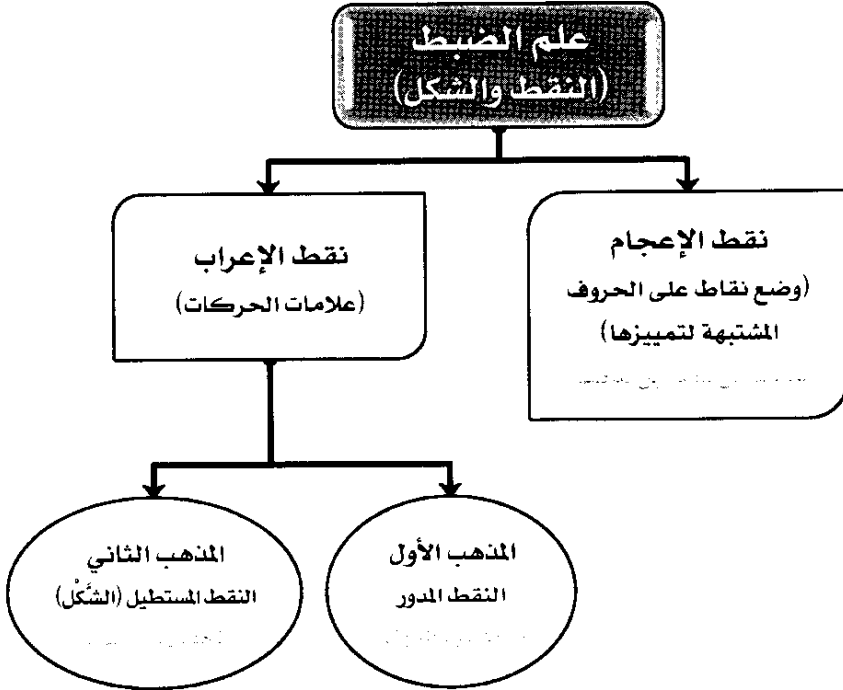 علم الضبط
(النقط والشكل)
نقط الإعجام
(وضع نقاط على الحروف
المشتبهة لتمييزها)
نقط الإعراب
(علامات الحركات)
المذهب الأول
النقط المدور
المذهب الثاني
النقط المستطيل (الشَّكْل)